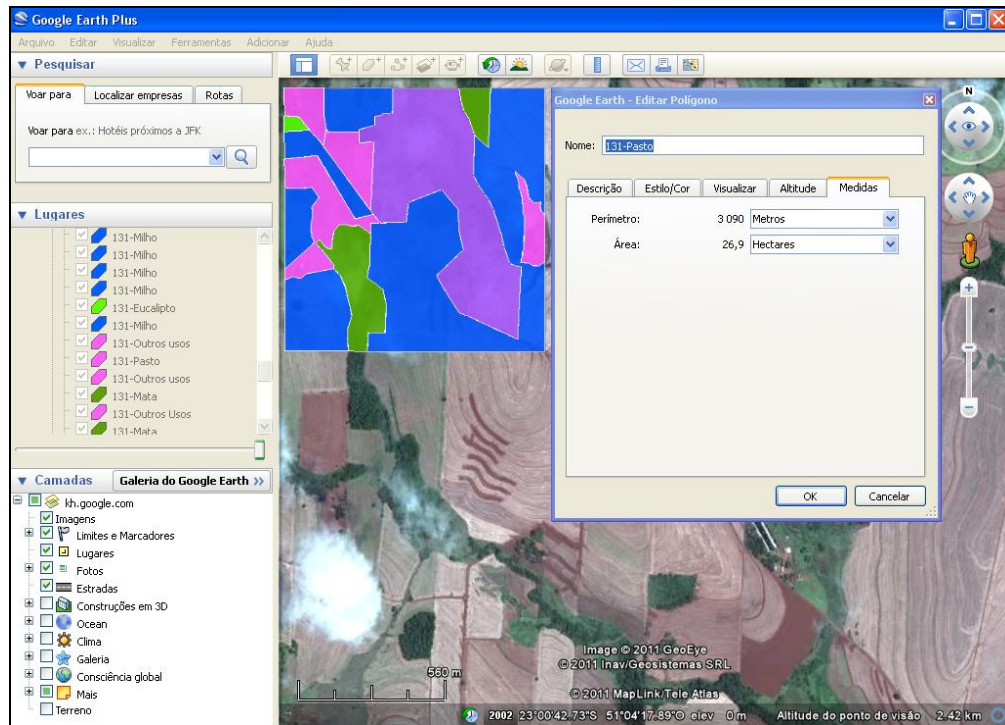 Google Earth Plus
Arquivo Editar Visualizar Ferramentas Adicionar Ajuda
Pesquisar
Voar para Localizar empresas Rotas
Voar para ex.: Hotéis próximos a JFK
Lugares
131-Milho
131-Milho
131-Milho
131-Milho
131-Eucalipto
131-Milho
131-Outros usos
131-Pasto
131-Outros usos
131-Mata
131-Outros Usos
131-Mata
Camadas Galeria do Google Earth >>
kh.google.com
Imagens
Limites e Marcadores
Lugares
Fotos
Estradas
Construções em 3D
Ocean
Clima
Galeria
Consciência global
Mais
Terreno
Google Earth - Editar Polígono
Nome: 131-Pasto
Descrição Estilo/Cor Visualizar Altitude Medidas
Perímetro: 3 090 Metros
Área: 26,9 Hectares
OK Cancelar
N
560 m
Image © 2011 GeoEye
© 2011 Inav/Geosistemas SRL
© 2011 MapLink/Tele Atlas
2002 23°00'42.73"S 51°04'17.89"O elev 0 m Altitude do ponto de visão 2.42 km